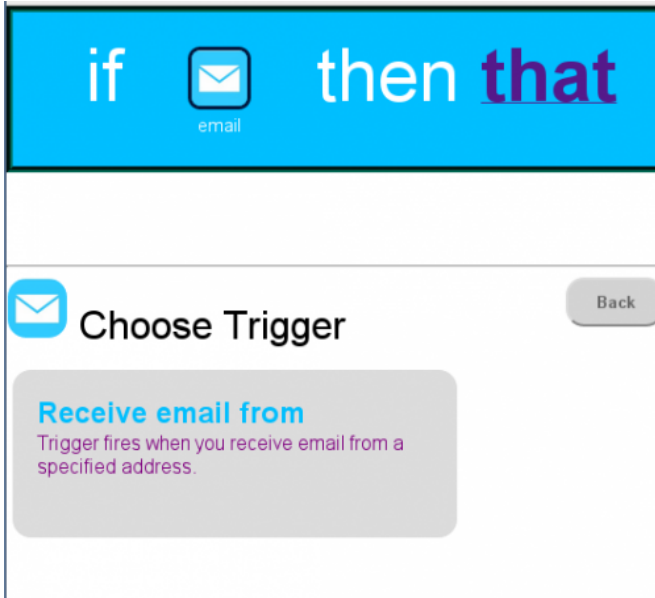 if then that
email
Choose Trigger
Back
Receive email from
Trigger fires when you receive email from a
specified address.